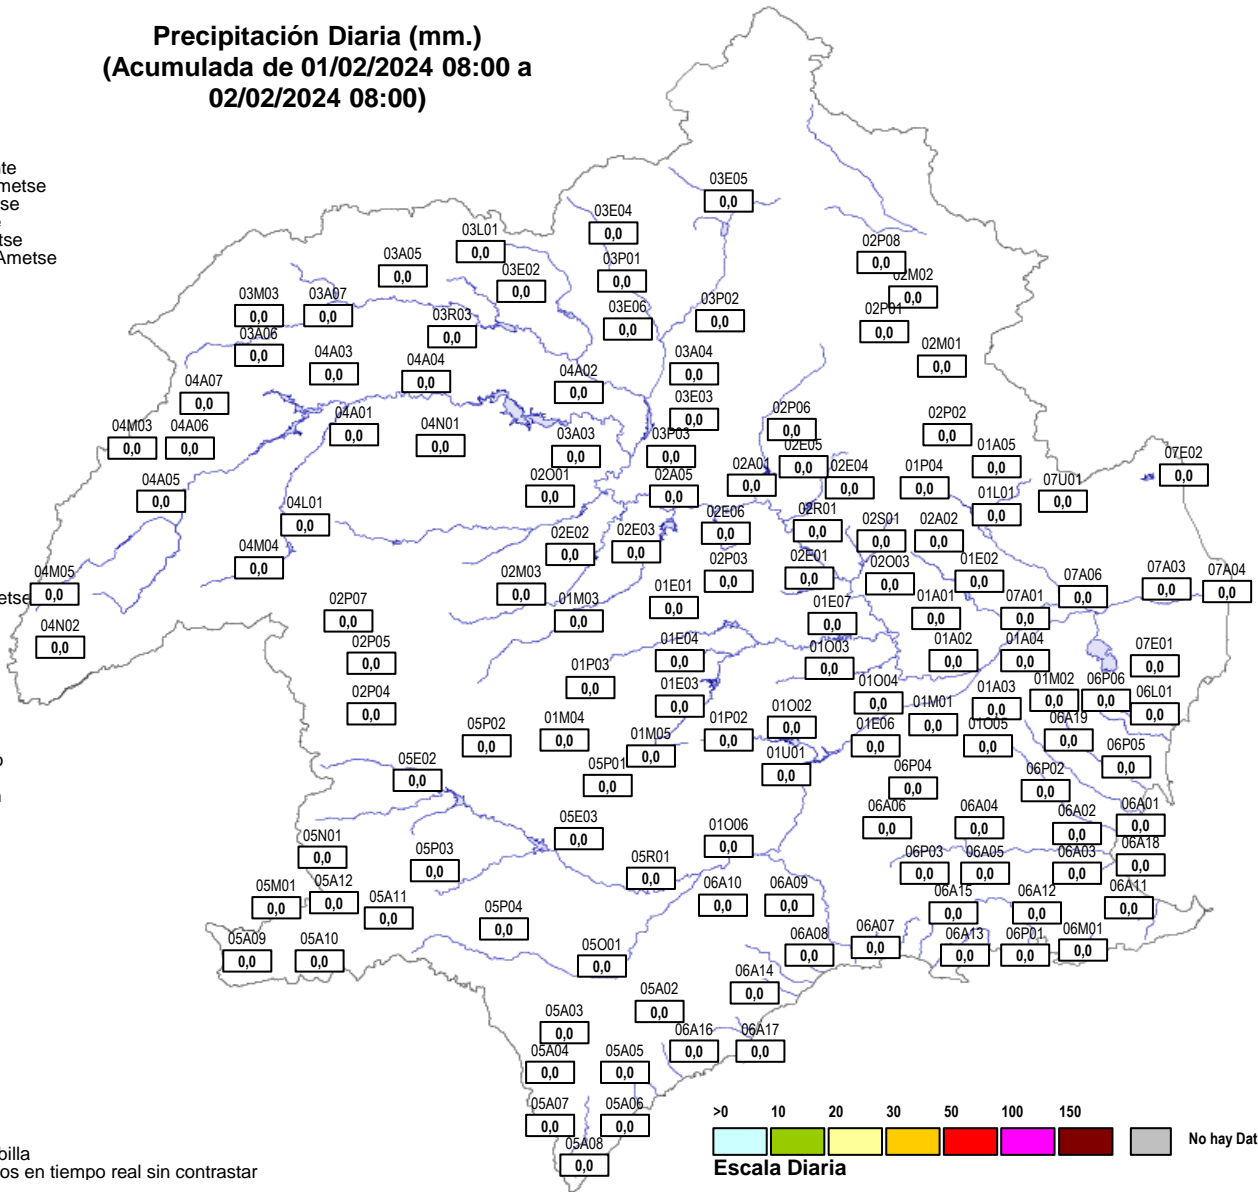 Precipitación Diaria (mm.)
(Acumulada de 01/02/2024 08:00 a
02/02/2024 08:00)
nte
metse
se
tse
Ametse
03E05
0,0
03E04
0,0
03L01
0,0
03A05
0,0
03P01
0,0
03E02
0,0
02P08
0,0
02M02
0,0
03M03
0,0
03A07
0,0
03R03
0,0
03E06
0,0
03P02
0,0
02P01
0,0
03A06
0,0
04A03
0,0
04A04
0,0
04A02
0,0
03A04
0,0
02M01
0,0
04A07
0,0
03E03
0,0
04M03
0,0
04A06
0,0
04A01
0,0
04N01
0,0
03A03
0,0
03P03
0,0
02P06
0,0
02P02
0,0
02E05
0,0
01A05
0,0
07E02
0,0
04A05
0,0
02O01
0,0
02A05
0,0
02A01
0,0
02E04
0,0
01P04
0,0
01L01
0,0
07U01
0,0
04L01
0,0
02E06
0,0
02R01
0,0
02S01
0,0
02A02
0,0
04M04
0,0
02E02
0,0
02E03
0,0
02P03
0,0
02E01
0,0
02O03
0,0
01E02
0,0
07A06
0,0
07A03
0,0
07A04
0,0
04M05
0,0
etse
02M03
0,0
01M03
0,0
01E01
0,0
01E07
0,0
01A01
0,0
07A01
0,0
04N02
0,0
02P07
0,0
02P05
0,0
01E04
0,0
01O03
0,0
01A02
0,0
01A04
0,0
07E01
0,0
02P04
0,0
01P03
0,0
01E03
0,0
01O04
0,0
01M01
0,0
01A03
0,0
01M02
0,0
06P06
0,0
06L01
0,0
05P02
0,0
01M04
0,0
01M05
0,0
01P02
0,0
01O02
0,0
01E06
0,0
01O05
0,0
06A19
0,0
06P05
0,0
05E02
0,0
05P01
0,0
01U01
0,0
06P04
0,0
06P02
0,0
05E03
0,0
01O06
0,0
06A06
0,0
06A04
0,0
06A02
0,0
06A01
0,0
05N01
0,0
05P03
0,0
05R01
0,0
06P03
0,0
06A05
0,0
06A03
0,0
06A18
0,0
05M01
0,0
05A12
0,0
05A11
0,0
05P04
0,0
06A10
0,0
06A09
0,0
06A15
0,0
06A12
0,0
06A11
0,0
05A09
0,0
05A10
0,0
05O01
0,0
06A08
0,0
06A07
0,0
06A13
0,0
06P01
0,0
06M01
0,0
05A02
0,0
06A14
0,0
05A03
0,0
06A16
0,0
06A17
0,0
05A04
0,0
05A05
0,0
05A07
0,0
05A06
0,0
05A08
0,0
>0 10 20 30 50 100 150
No hay Dat
Escala Diaria
billa
os en tiempo real sin contrastar